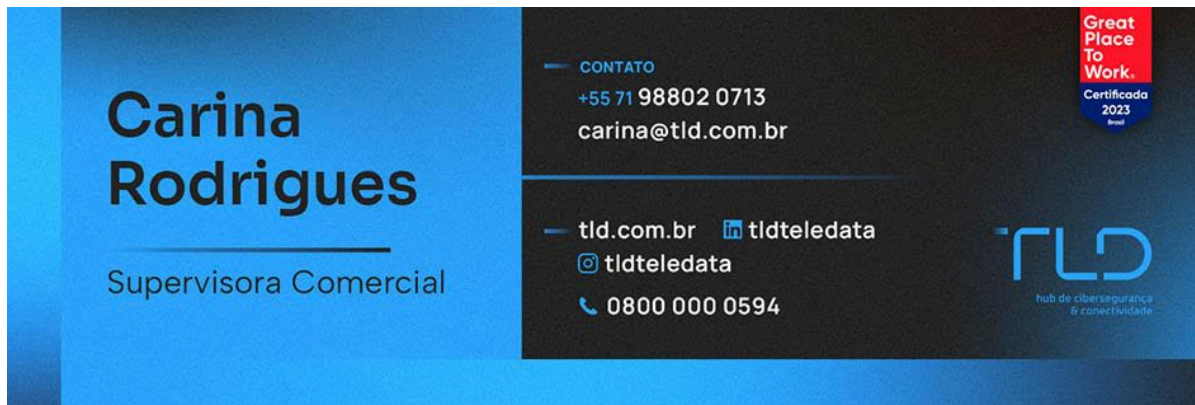 Carina
Rodrigues
Supervisora Comercial
CONTATO
+55 71 98802 0713
carina@tld.com.br
tld.com.br in tldteledata
tldteledata
0800 000 0594
Great
Place
To
Work.
Certificada
2023
Brasil
TLD
hub de cibersegurança
& conectividade